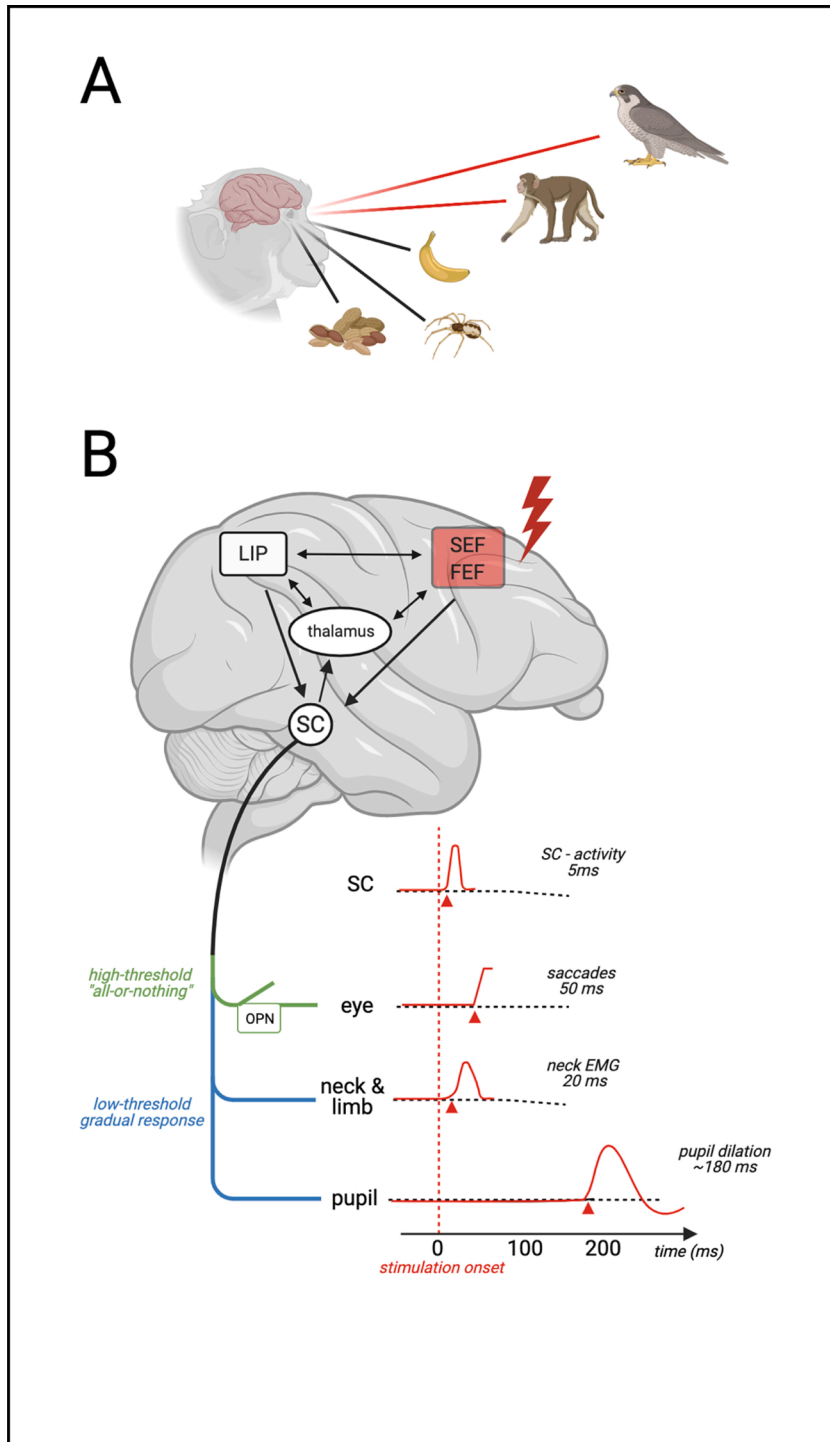 A
B
LIP
SEF
FEF
thalamus
SC
SC
SC - activity
5ms
high-threshold
"all-or-nothing"
OPN
eye
saccades
50 ms
neck &
limb
neck EMG
20 ms
low-threshold
gradual response
pupil
pupil dilation
~180 ms
0 100 200 time (ms)
stimulation onset